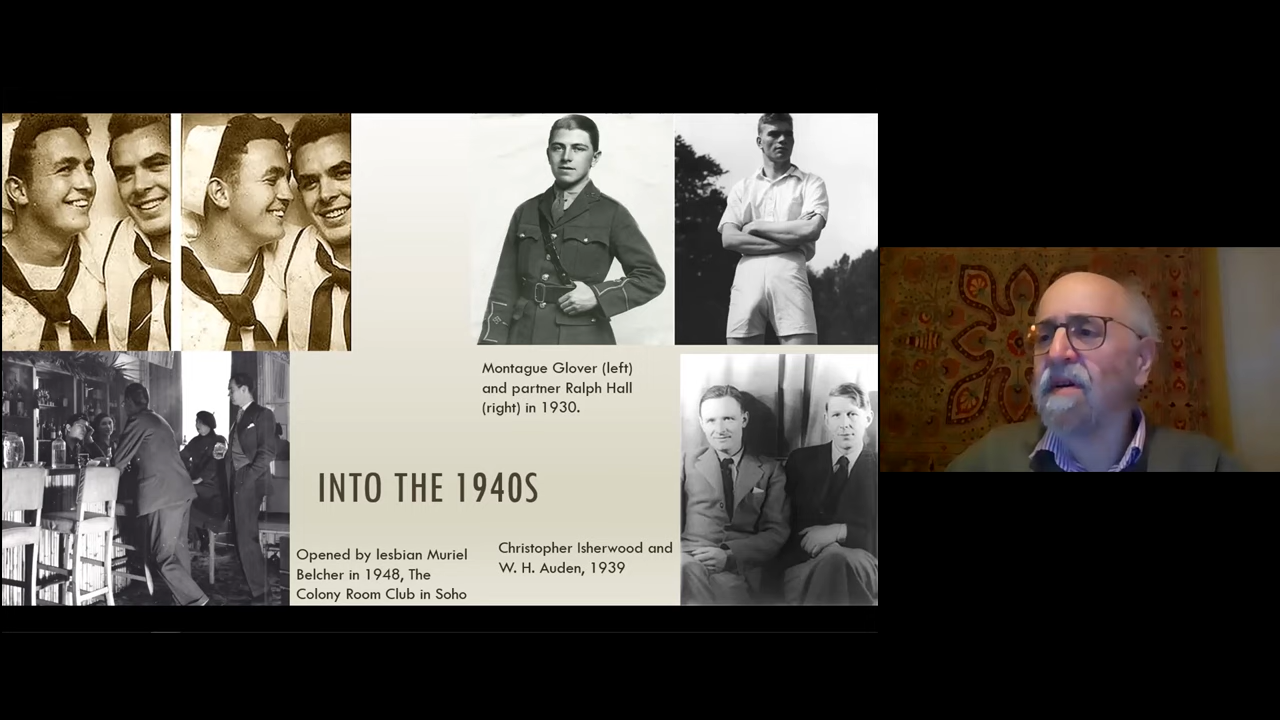 Montague Glover (left)
and partner Ralph Hall
(right) in 1930.
INTO THE 1940S
Opened by lesbian Muriel
Belcher in 1948, The
Colony Room Club in Soho
Christopher Isherwood and
W. H. Auden, 1939